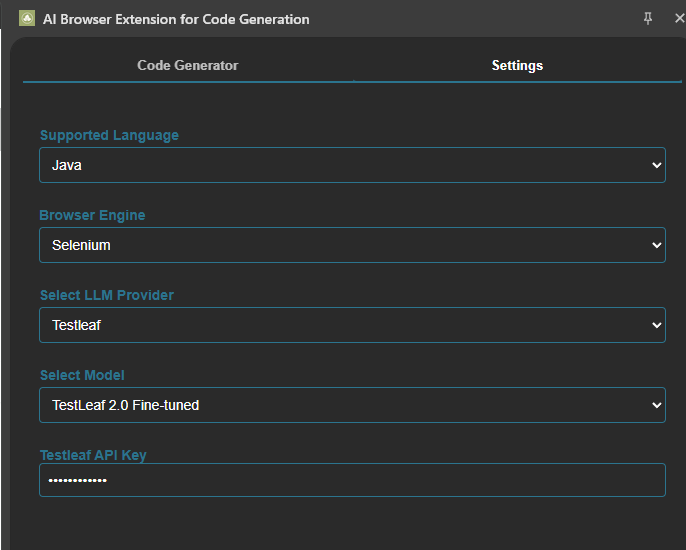 AI Browser Extension for Code Generation
Code Generator Settings
Supported Language
Java
Browser Engine
Selenium
Select LLM Provider
Testleaf
Select Model
TestLeaf 2.0 Fine-tuned
Testleaf API Key
••••••••••••